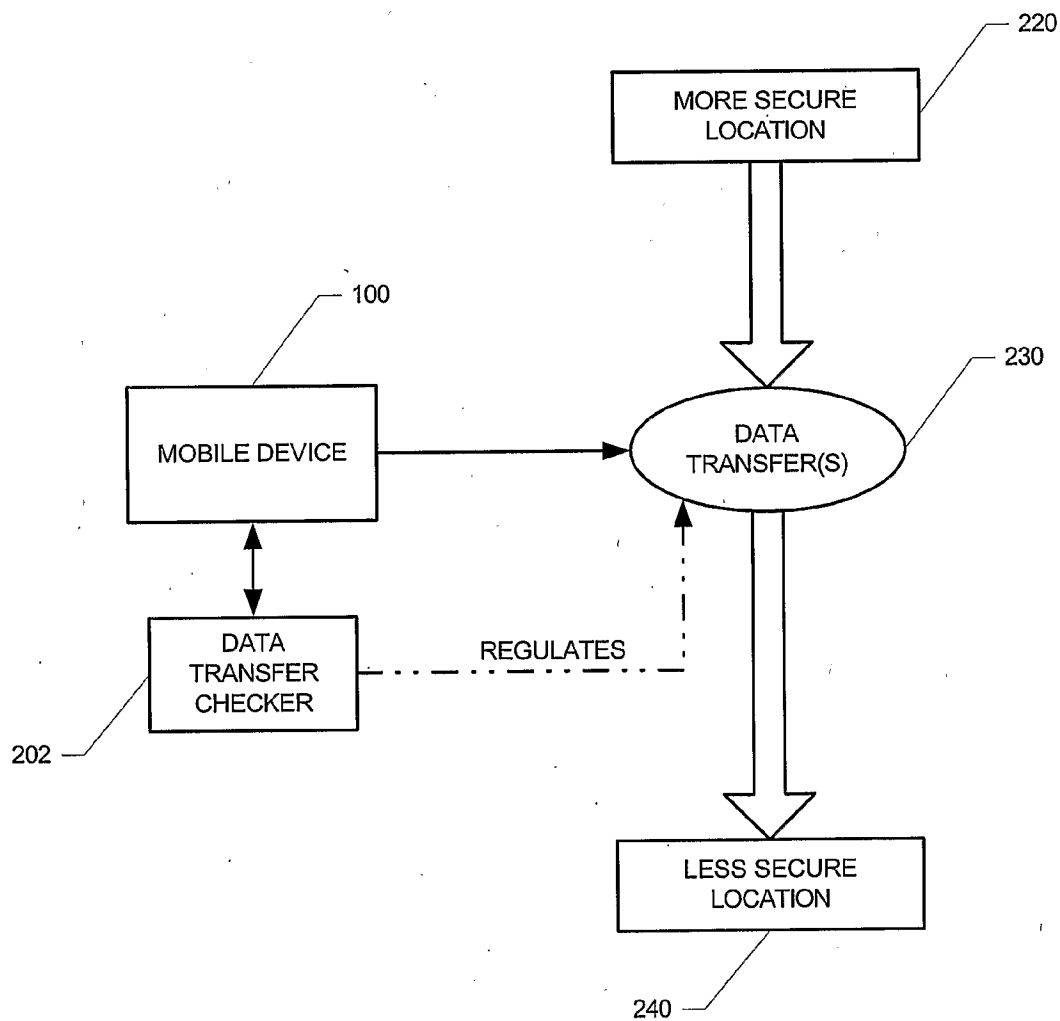 220
MORE SECURE
LOCATION
100
230
MOBILE DEVICE
DATA
TRANSFER(S)
DATA
TRANSFER
CHECKER
REGULATES
202
LESS SECURE
LOCATION
240